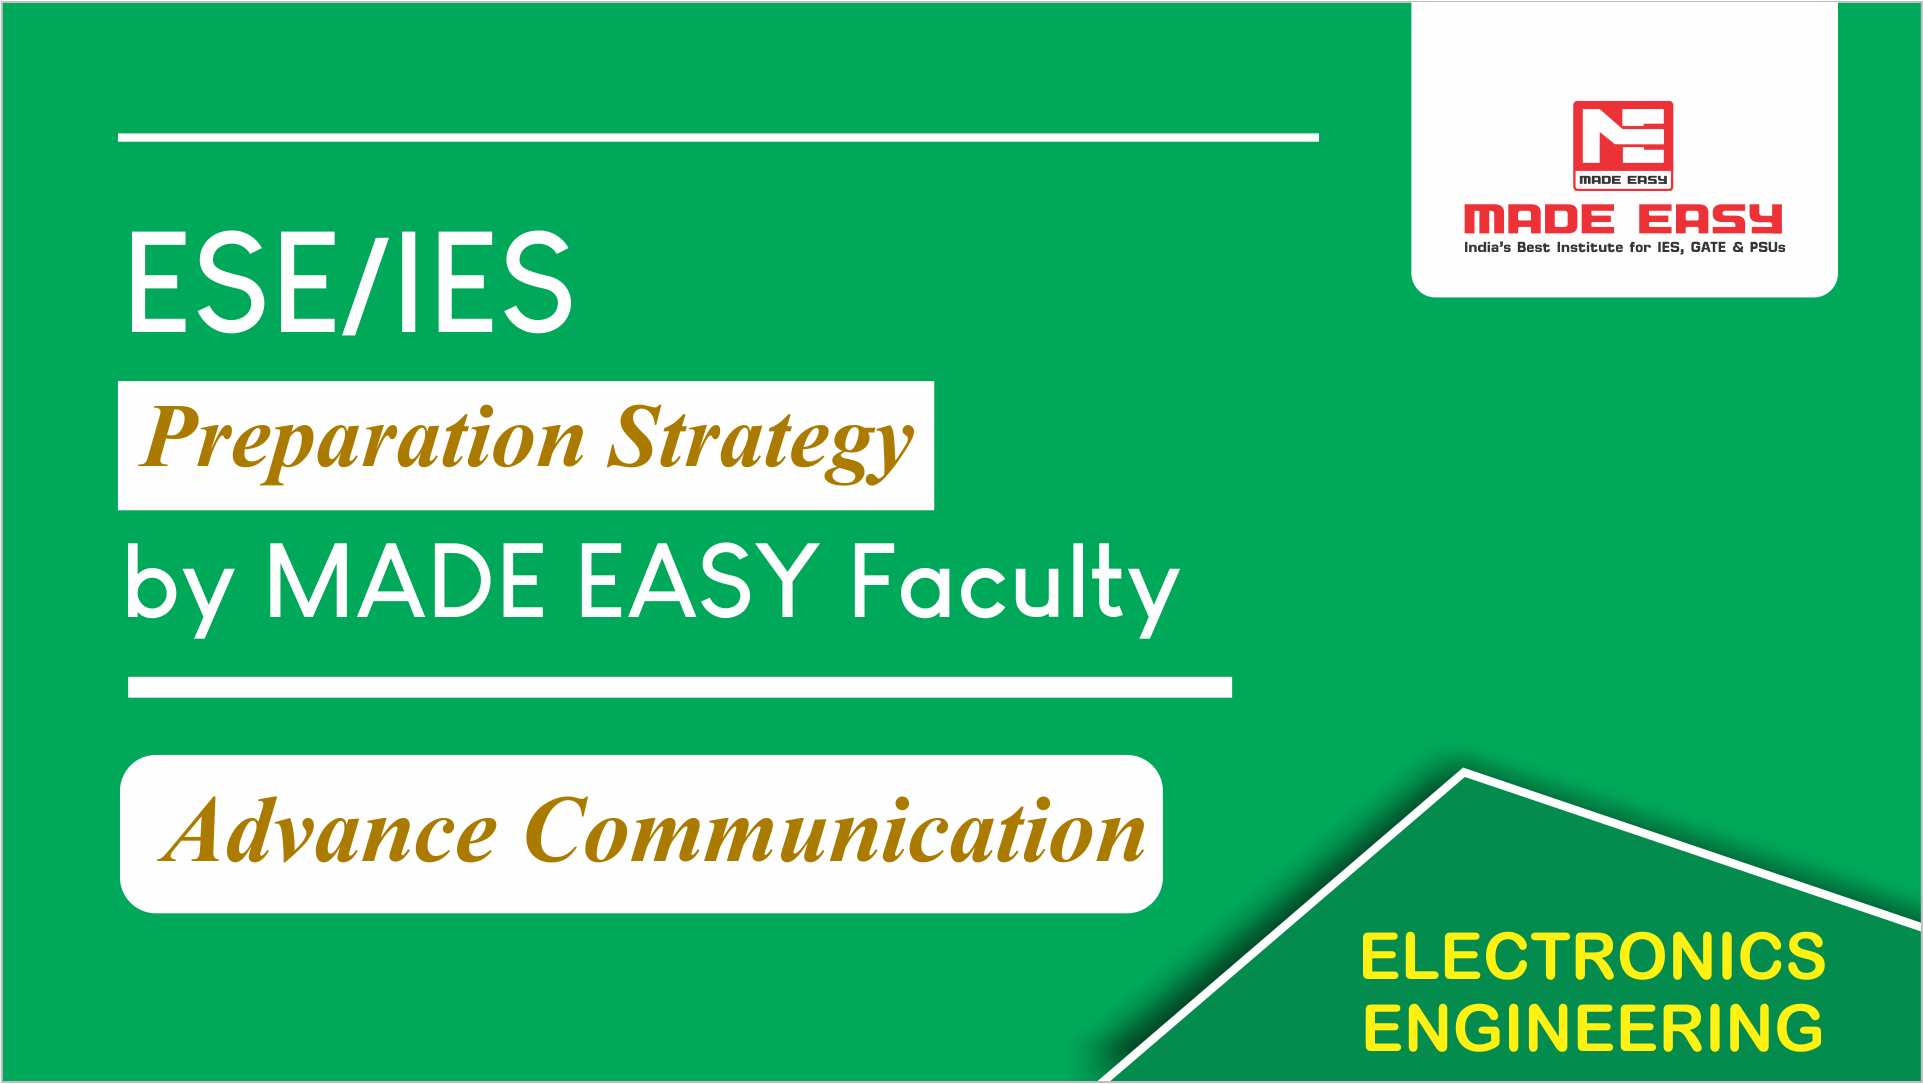 MADE EASY
MADE EASY
India's Best Institute for IES, GATE & PSUs
ESE/IES
Preparation Strategy
by MADE EASY Faculty
Advance Communication
ELECTRONICS
ENGINEERING